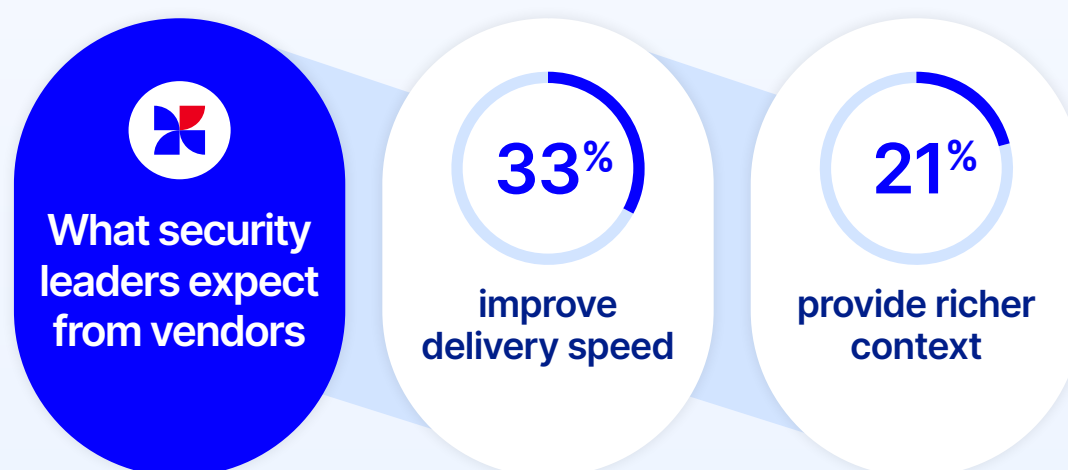 What security
leaders expect
from vendors
33%
improve
delivery speed
21%
provide richer
context